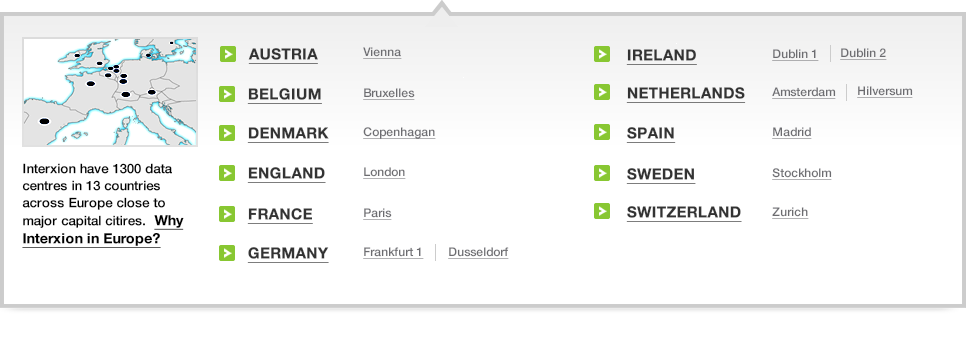 AUSTRIA Vienna
BELGIUM Bruxelles
DENMARK Copenhagan
ENGLAND London
FRANCE Paris
GERMANY Frankfurt 1 Dusseldorf
IRELAND Dublin 1 Dublin 2
NETHERLANDS Amsterdam Hilversum
SPAIN Madrid
SWEDEN Stockholm
SWITZERLAND Zurich
Interxion have 1300 data
centres in 13 countries
across Europe close to
major capital citires. Why
Interxion in Europe?